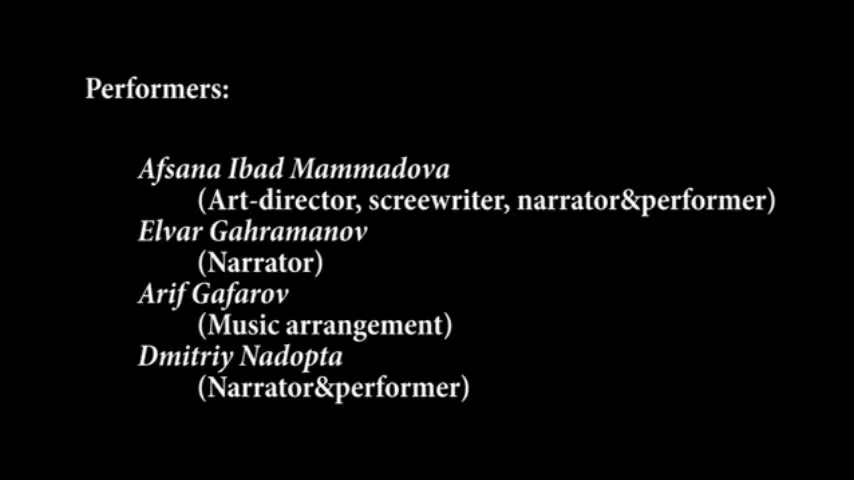 Performers:
Afsana Ibad Mammadova
(Art-director, screewriter, narrator&performer)
Elvar Gahramanov
(Narrator)
Arif Gafarov
(Music arrangement)
Dmitriy Nadopta
(Narrator&performer)